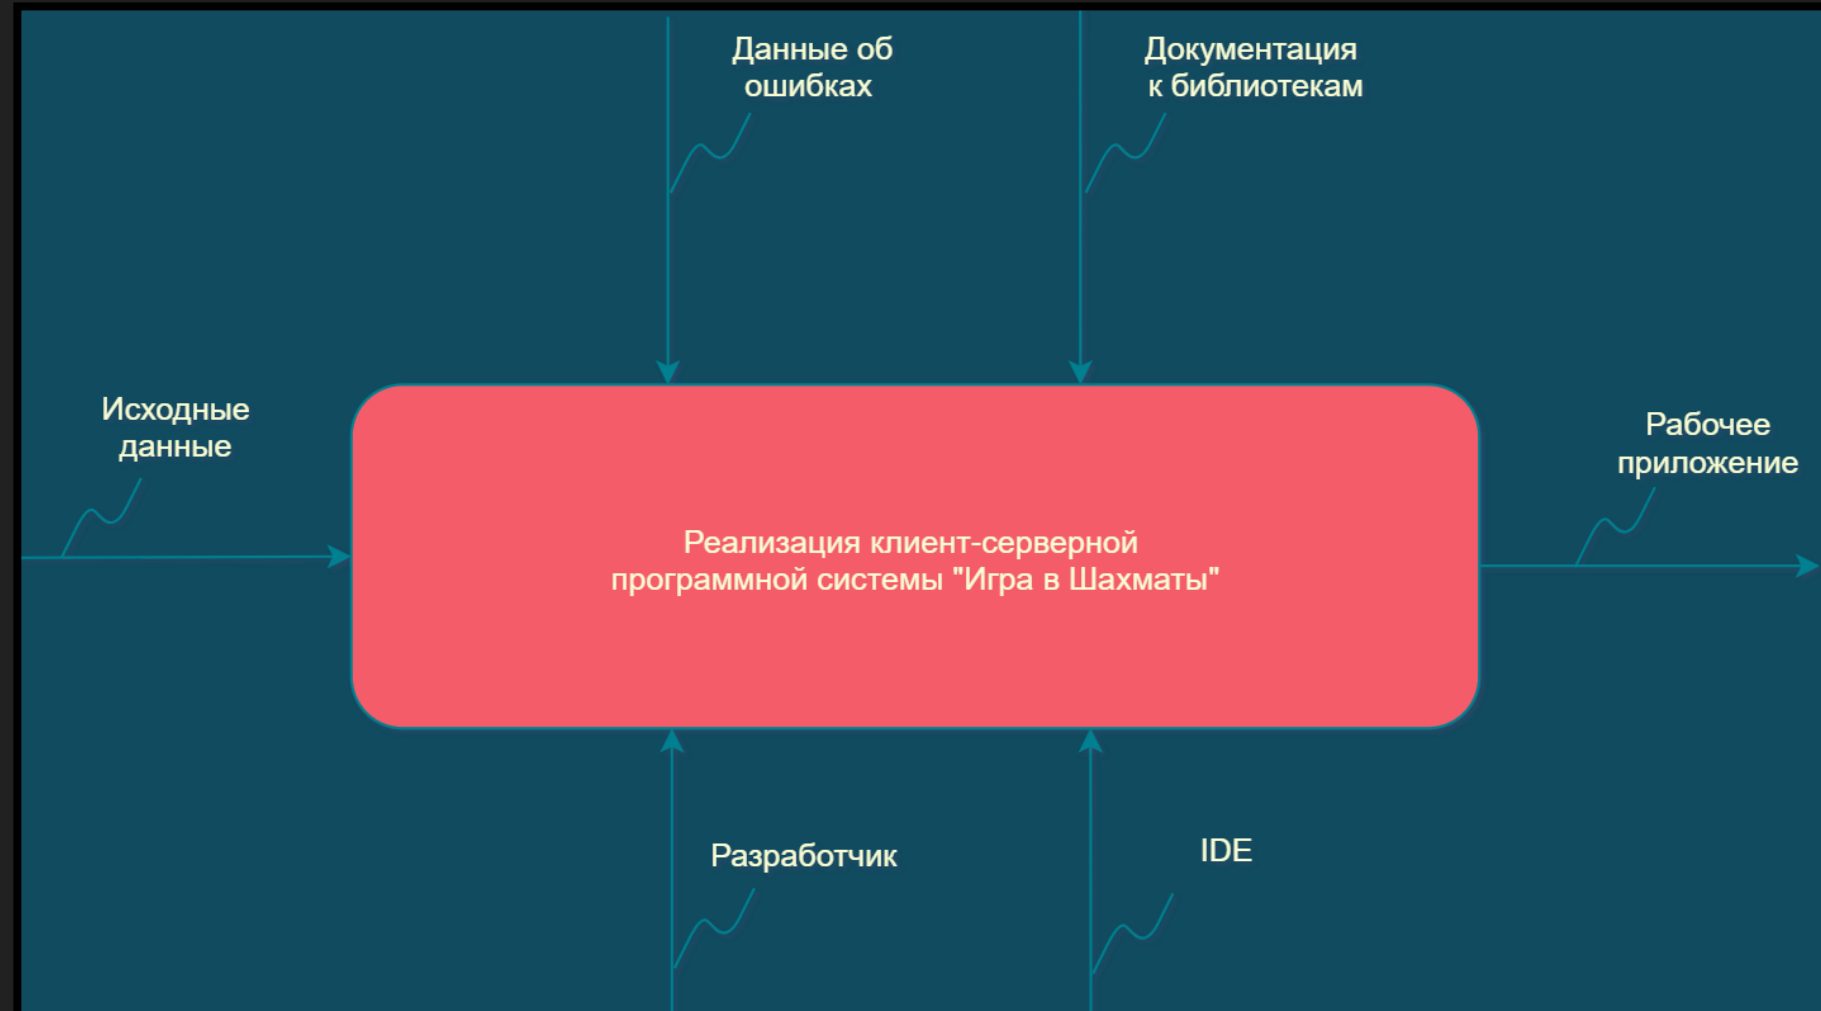 Данные об
ошибках
Документация
к библиотекам
Исходные
данные
Рабочее
приложение
Реализация клиент-серверной
программной системы "Игра в Шахматы"
Разработчик
IDE